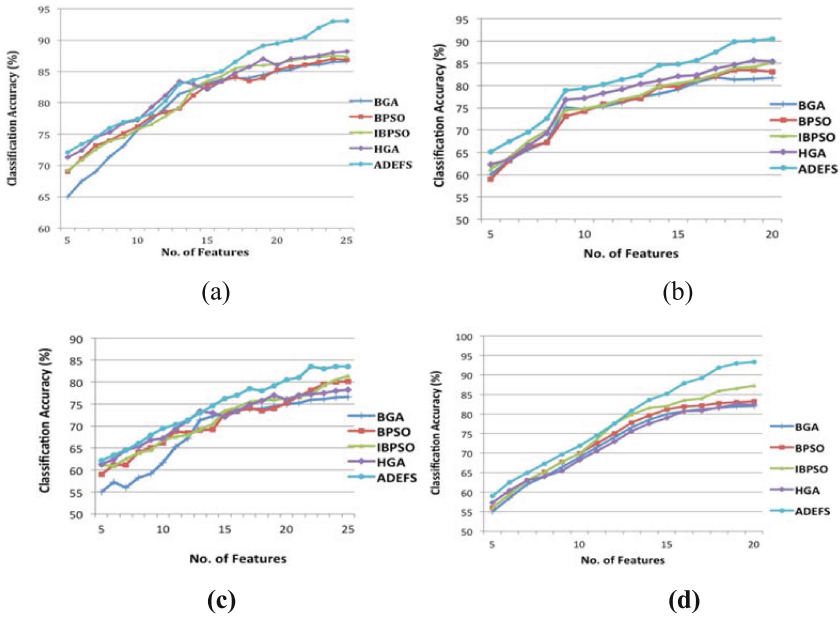 95
90
85
80
75
70
65
60
Classification Accuracy (%)
5 10 15 20 25
No. of Features
BGA
BPSO
IBPSO
HGA
ADEFS
(a)
95
90
85
80
75
70
65
60
55
50
Classification Accuracy (%)
5 10 15 20
No. of Features
BGA
BPSO
IBPSO
HGA
ADEFS
(b)
90
85
80
75
70
65
60
55
50
Classification Accuracy (%)
5 10 15 20 25
No. of Features
BGA
BPSO
IBPSO
HGA
ADEFS
(c)
100
95
90
85
80
75
70
65
60
55
50
Classification Accuracy (%)
5 10 15 20
No. of Features
BGA
BPSO
IBPSO
HGA
ADEFS
(d)